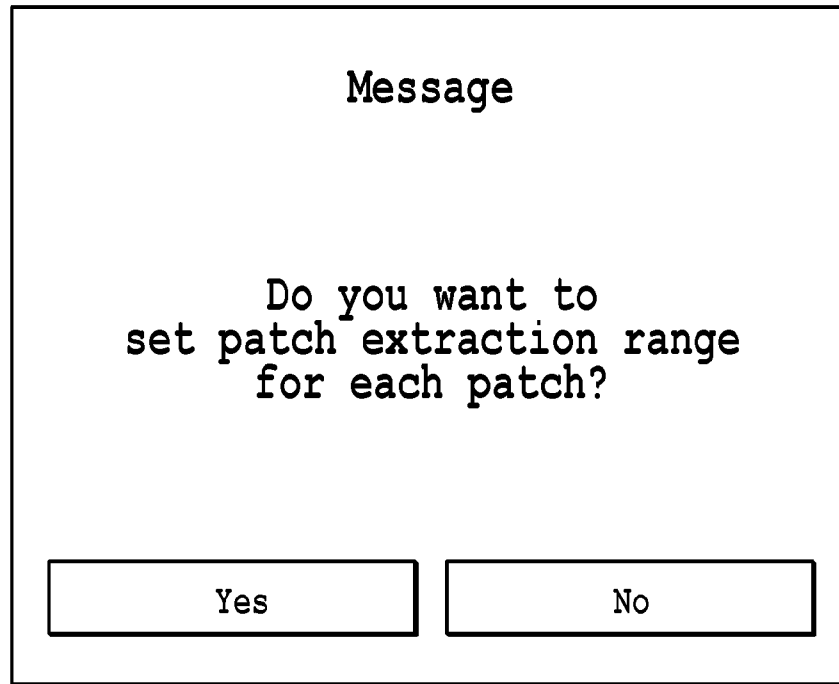 Message
Do you want to
set patch extraction range
for each patch?
Yes
No